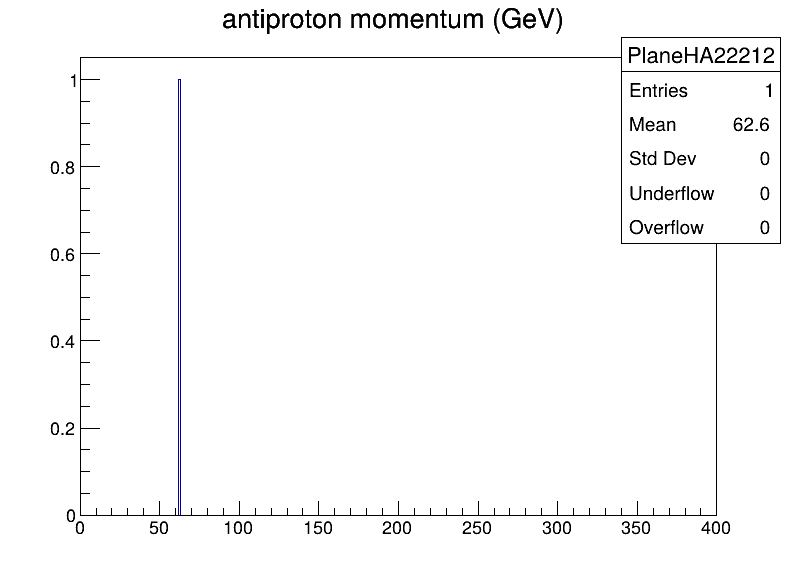 antiproton momentum (GeV)
PlaneHA22212
Entries 1
Mean 62.6
Std Dev 0
Underflow 0
Overflow 0
1
0.8
0.6
0.4
0.2
0
0 50 100 150 200 250 300 350 400